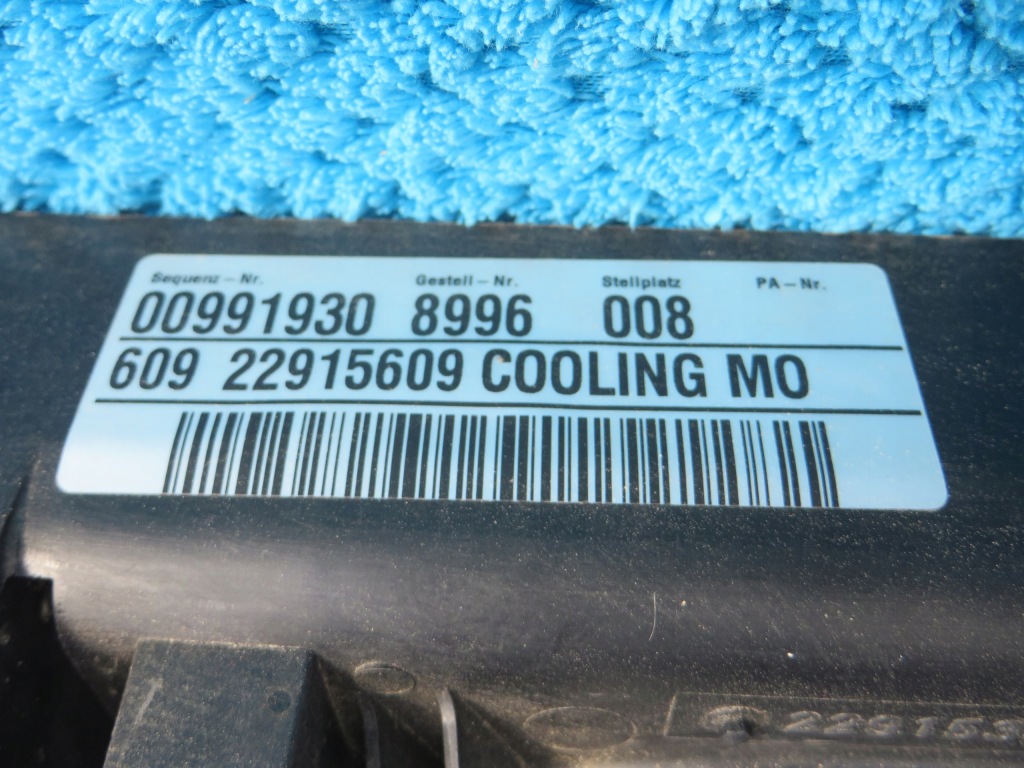 Sequenz-Nr. Gestell-Nr. Stellplatz PA-Nr.
00991930 8996 008
609 22915609 COOLING MO